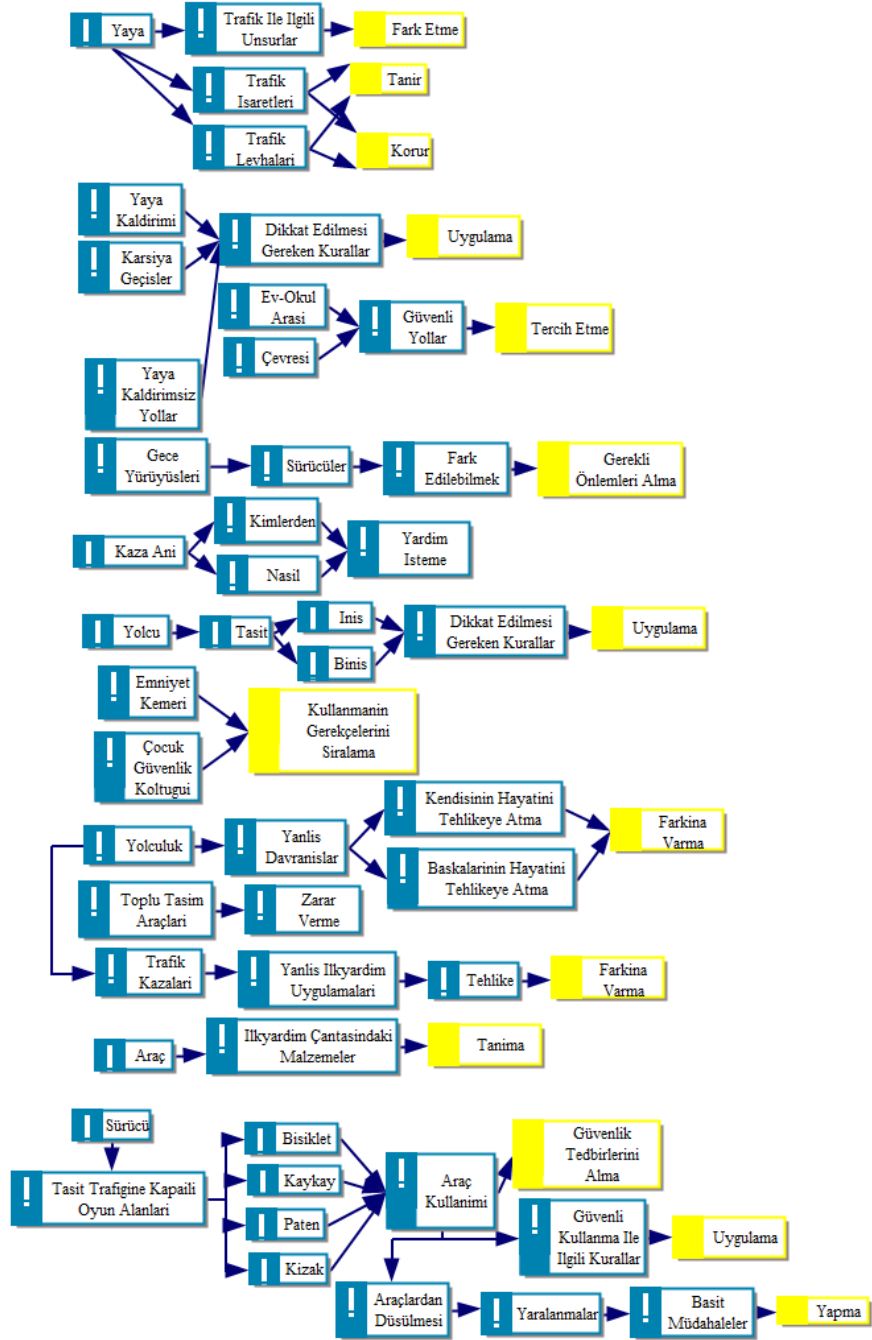 Yaya
Trafik Ile Ilgili
Unsurlar
Fark Etme
Trafik
Isaretleri
Tanir
Trafik
Levhalari
Korur
Yaya
Kaldirimi
Dikkat Edilmesi
Gereken Kurallar
Uygulama
Karsiya
Geçisler
Ev-Okul
Arasi
Güvenli
Yollar
Tercih Etme
Çevresi
Yaya
Kaldirimsiz
Yollar
Gece
Yürüyüsleri
Sürücüler
Fark
Edilebilmek
Gerekli
Önlemleri Alma
Kaza Ani
Kimlerden
Nasil
Yardim
Isteme
Yolcu
Tasit
Inis
Binis
Dikkat Edilmesi
Gereken Kurallar
Uygulama
Emniyet
Kemeri
Çocuk
Güvenlik
Koltugui
Kullanmanin
Gerekçelerini
Siralama
Yolculuk
Yanlis
Davranislar
Kendisinin Hayatini
Tehlikeye Atma
Baskalarinin Hayatini
Tehlikeye Atma
Farkina
Varma
Toplu Tasim
Araçlari
Zarar
Verme
Trafik
Kazalari
Yanlis Ilkyardim
Uygulamalari
Tehlike
Farkina
Varma
Araç
Ilkyardim Çantasindaki
Malzemeler
Tanima
Sürücü
Tasit Trafigine Kapaili
Oyun Alanlari
Bisiklet
Kaykay
Paten
Kizak
Araç
Kullanimi
Güvenlik
Tedbirlerini
Alma
Güvenli
Kullanma Ile
Ilgili Kurallar
Uygulama
Araçlardan
Düsülmesi
Yaralanmalar
Basit
Müdahaleler
Yapma